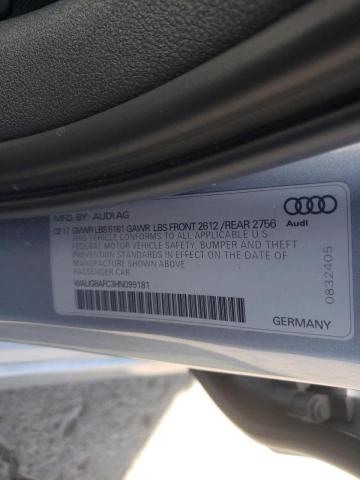 MFD. BY AUDI AG
02.17 GVWR LBS 5181 GAWR LBS FRONT 2612 / REAR 2756
THIS VEHICLE CONFORMS TO ALL APPLICABLE U.S.
FEDERAL MOTOR VEHICLE SAFETY, BUMPER AND THEFT
PREVENTION STANDARDS IN EFFECT ON THE DATE OF
MANUFACTURE SHOWN ABOVE.
PASSENGER CAR
WAUG8AFC3HN099181
Audi
0832405
GERMANY